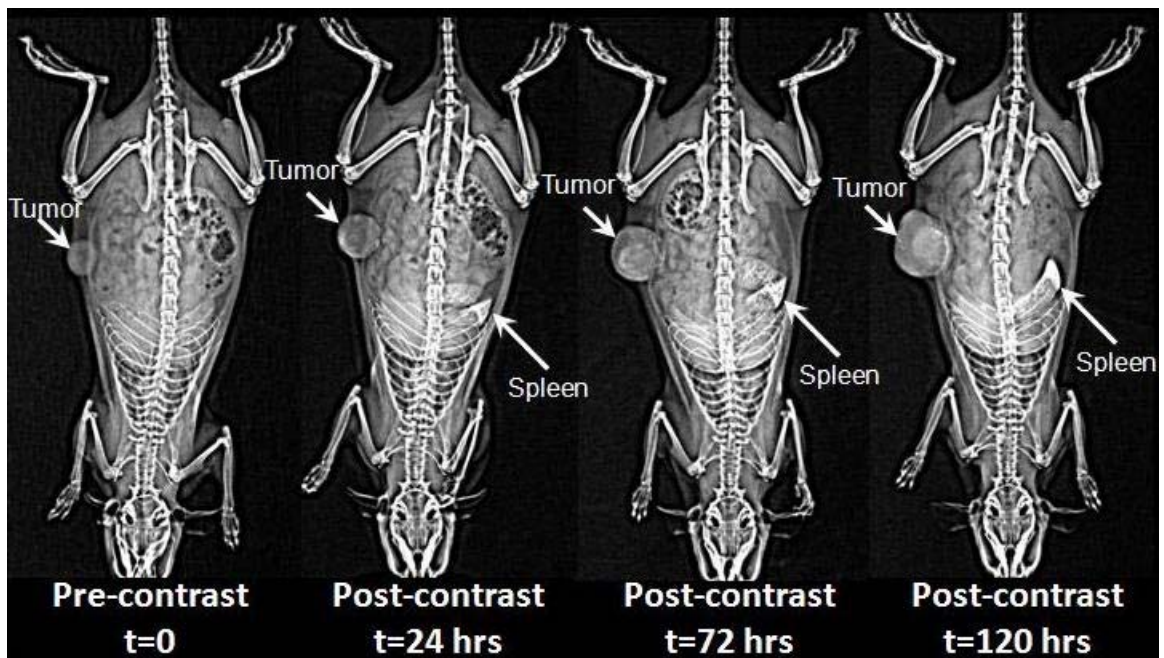 Tumor
Tumor
Tumor
Tumor
Spleen
Spleen
Spleen
Pre-contrast
t=0
Post-contrast
t=24 hrs
Post-contrast
t=72 hrs
Post-contrast
t=120 hrs